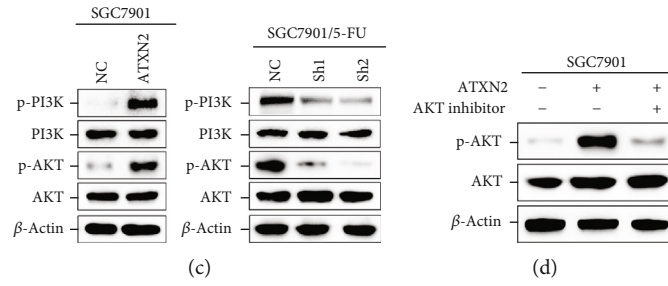 SGC7901
NC
ATXN2
p-PI3K
PI3K
p-AKT
AKT
β-Actin
SGC7901/5-FU
NC
Sh1
Sh2
p-PI3K
PI3K
p-AKT
AKT
β-Actin
(c)
SGC7901
ATXN2 – + +
AKT inhibitor – – +
p-AKT
AKT
β-Actin
(d)